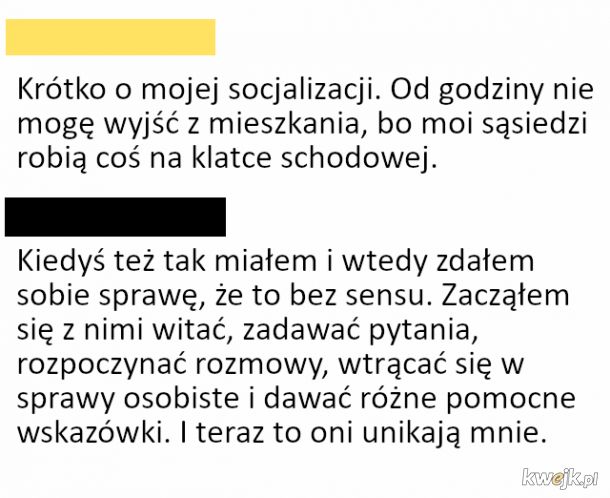 Krótko o mojej socjalizacji. Od godziny nie
mogę wyjść z mieszkania, bo moi sąsiedzi
robią coś na klatce schodowej.
Kiedyś też tak miałem i wtedy zdałem
sobie sprawę, że to bez sensu. Zacząłem
się z nimi witać, zadawać pytania,
rozpoczynać rozmowy, wtrącać się w
sprawy osobiste i dawać różne pomocne
wskazówki. I teraz to oni unikają mnie.
kwejk.pl